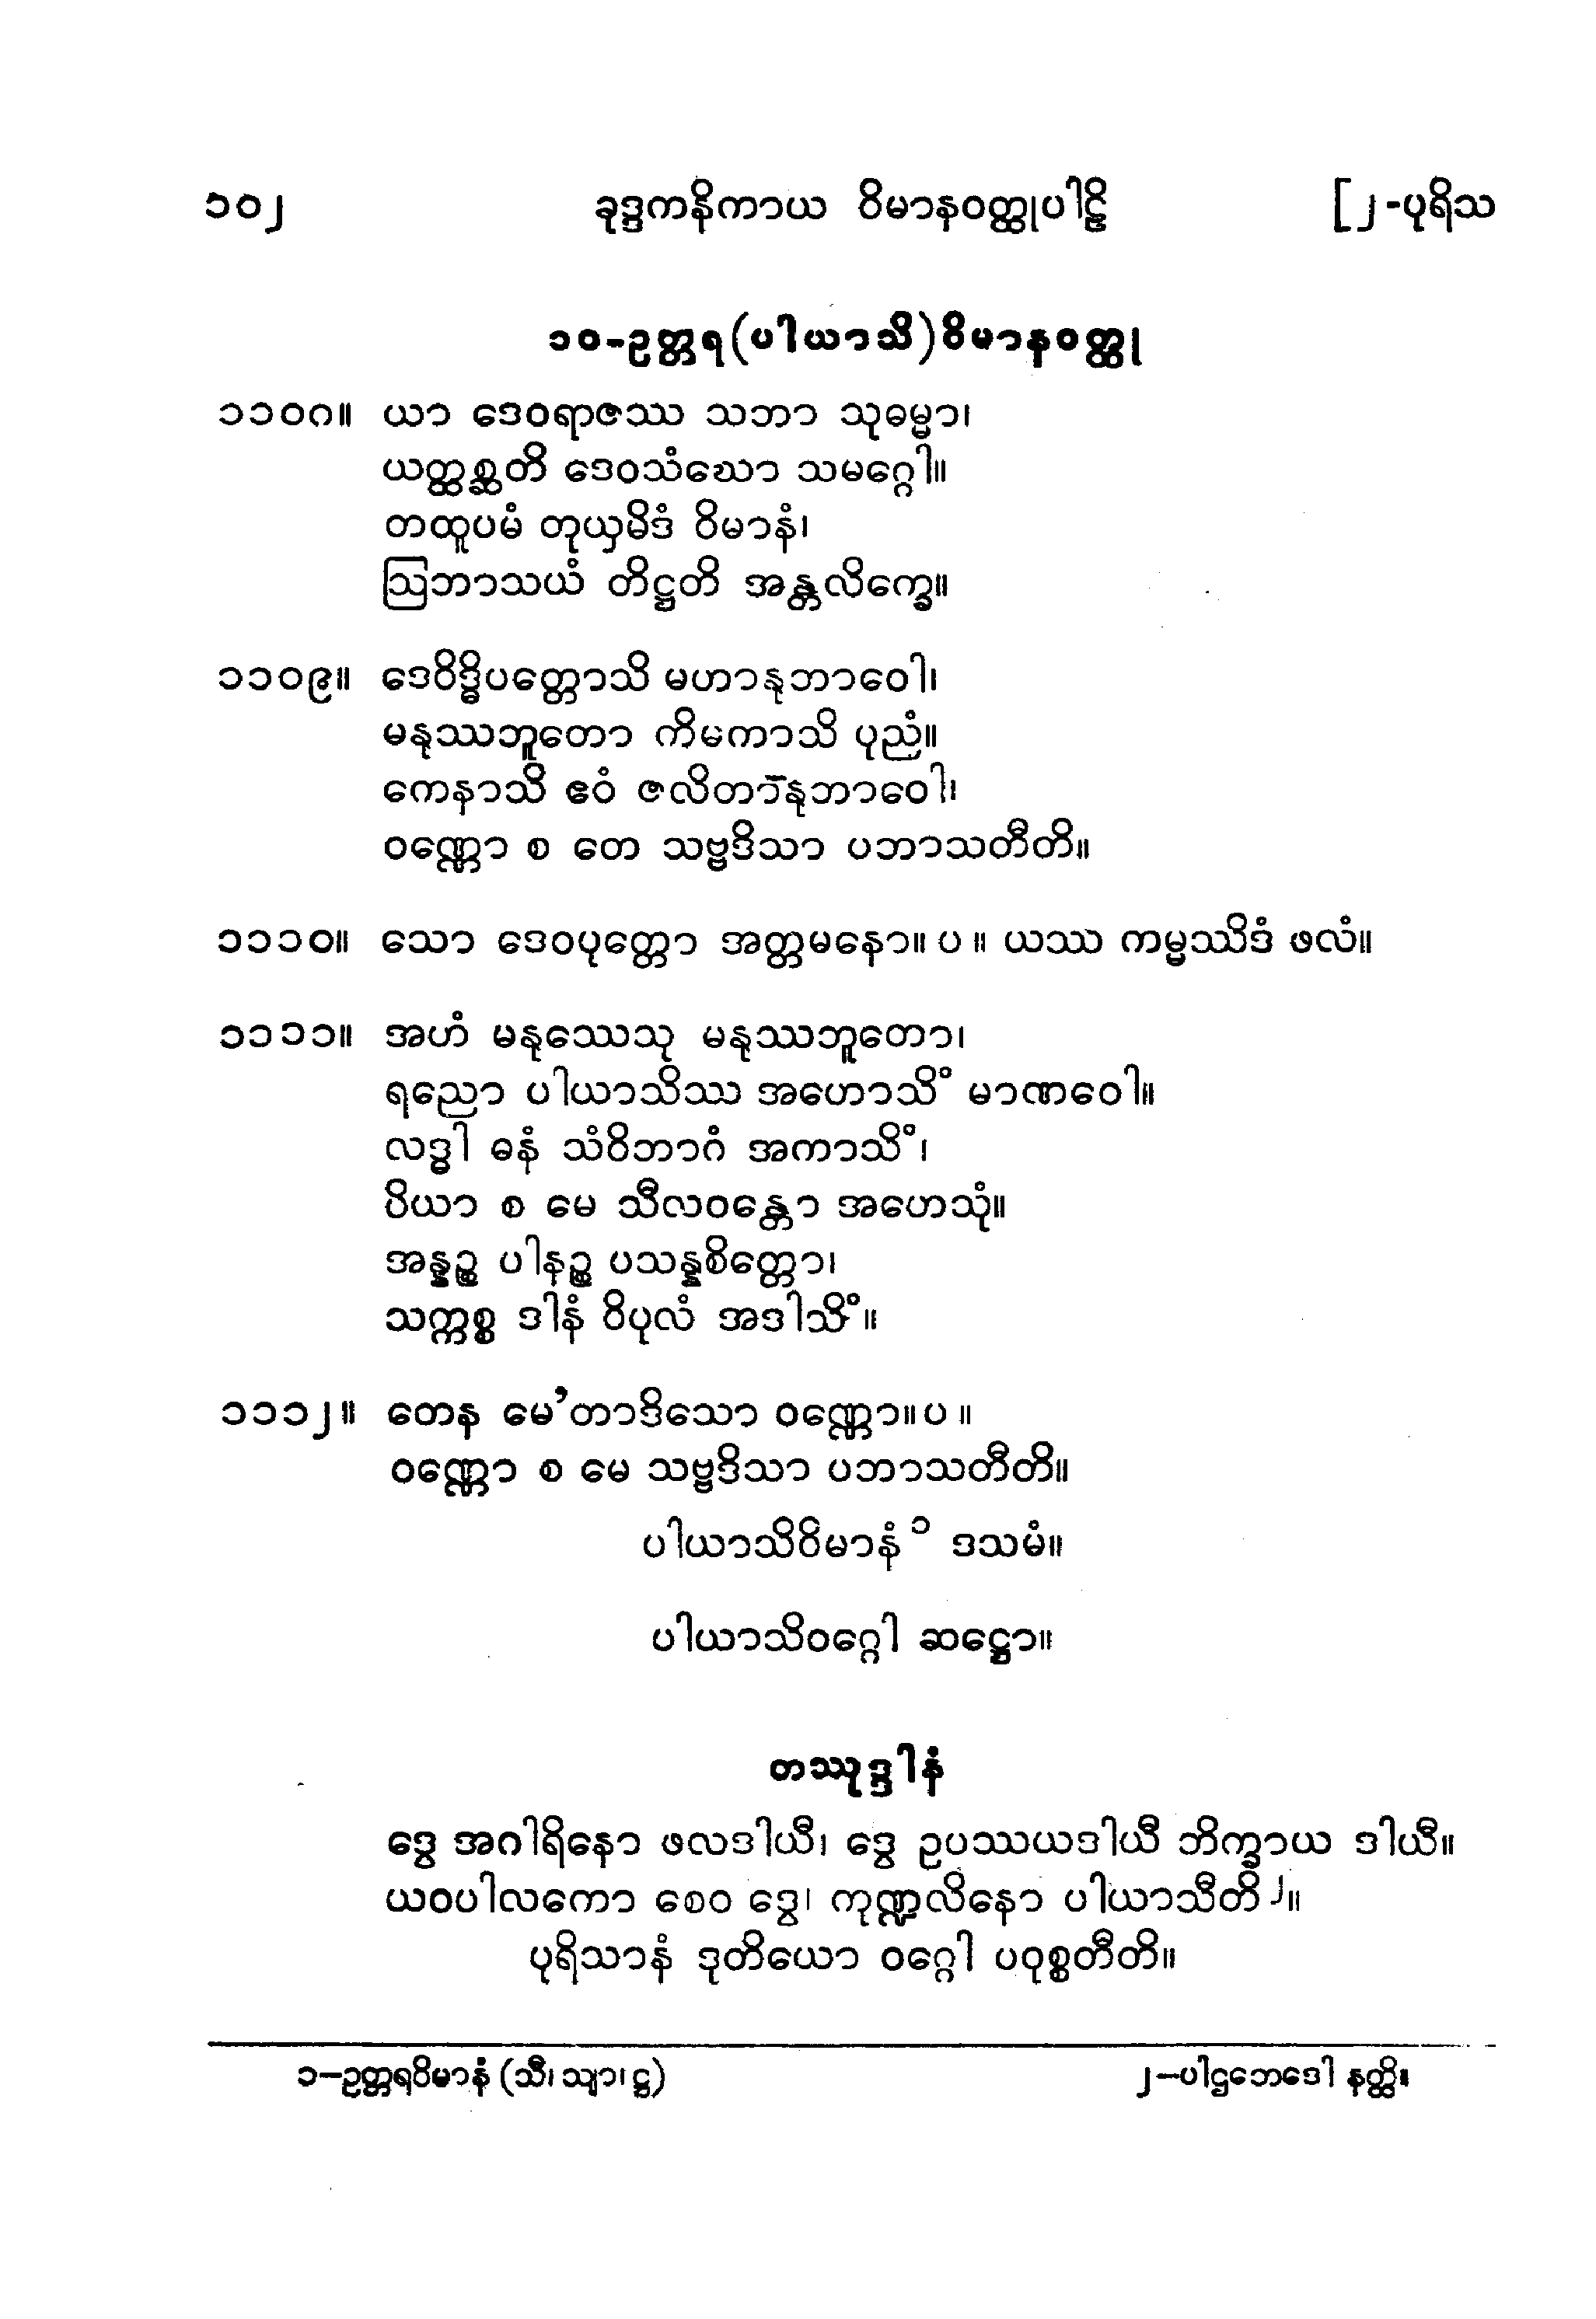 ၁၀၂ ခုဒ္ဒကနိကာယ ဝိမာနဝတ္ထုပါဠိ [၂-ပုရိသ
၁၀-ဥတ္တရ(ပါယာသိ)ဝိမာနဝတ္ထု
၁၁၀ဂ။ ယာ ဒေဝရာဇဿ သဘာ သုဓမ္မာ၊
ယတ္ထစ္ဆတိ ဒေဝသံဃော သမဂ္ဂေါ။
တထူပမံ တုယှမိဒံ ဝိမာနံ၊
ဩဘာသယံ တိဋ္ဌတိ အန္တလိက္ခေ။
၁၁၀၉။ ဒေဝိဒ္ဓိပတ္တောသိ မဟာနုဘာဝေါ၊
မနုဿဘူတော ကိမကာသိ ပုညံ။
ကေနာသိ ဧဝံ ဇလိတာနုဘာဝေါ၊
ဝဏ္ဏော စ တေ သဗ္ဗဒိသာ ပဘာသတီတိ။
၁၁၁၀။ သော ဒေဝပုတ္တော အတ္တမနော။ ပ ။ ယဿ ကမ္မဿိဒံ ဖလံ။
၁၁၁၁။ အဟံ မနုဿေသု မနုဿဘူတော၊
ရညော ပါယာသိဿ အဟောသိံ မာဏဝေါ။
လဒ္ဓါ ဓနံ သံဝိဘာဂံ အကာသိံ၊
ပိယာ စ မေ သီလဝန္တော အဟေသုံ။
အန္နဉ္စ ပါနဉ္စ ပသန္နစိတ္တော၊
သက္ကစ္စ ဒါနံ ဝိပုလံ အဒါသိံ။
၁၁၁၂။ တေန မေ’တာဒိသော ဝဏ္ဏော။ ပ ။
ဝဏ္ဏော စ မေ သဗ္ဗဒိသာ ပဘာသတီတိ။
ပါယာသိဝိမာနံ ၁ ဒသမံ။
ပါယာသိဝဂ္ဂေါ ဆဋ္ဌော။
တဿုဒ္ဒါနံ
ဒွေ အဂါရိနော ဖလဒါယီ၊ ဒွေ ဥပဿယဒါယီ ဘိက္ခာယ ဒါယီ။
ယဝပါလကော စေဝ ဒွေ၊ ကုဏ္ဍလိနော ပါယာသီတိ ၂။
ပုရိသာနံ ဒုတိယော ဝဂ္ဂေါ ပဝုစ္စတီတိ။
၁–ဥတ္တရဝိမာနံ (သီ၊ သျာ၊ ဋ္ဌ) ၂–ပါဌဘေဒေါ နတ္ထိ။